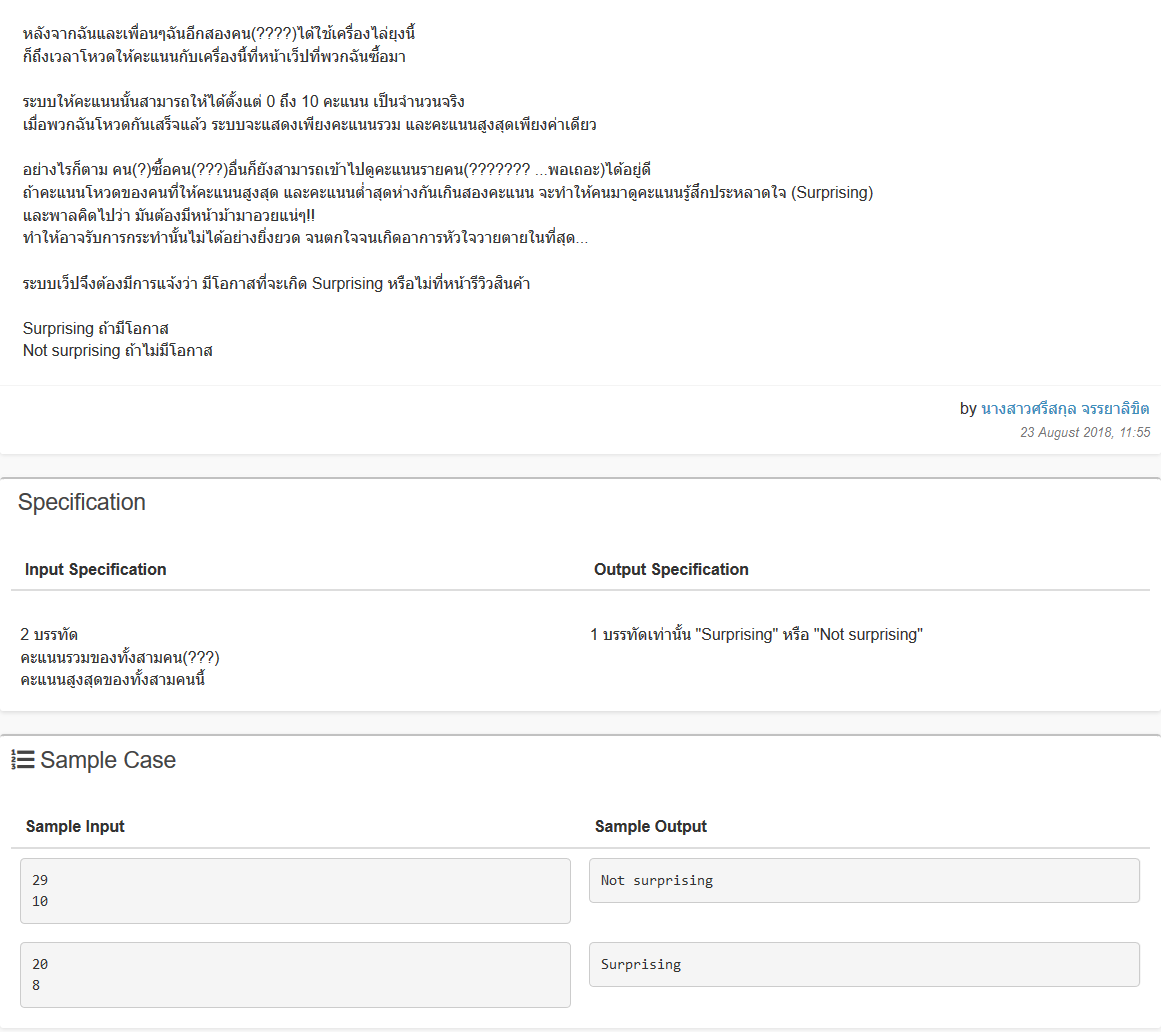 หลังจากฉันและเพื่อนๆฉันอีกสองคน(????)ได้ใช้เครื่องไล่ยุงนี้
ก็ถึงเวลาโหวดให้คะแนนกับเครื่องนี้ที่หน้าเว็ปที่พวกฉันซื้อมา
ระบบให้คะแนนนั้นสามารถให้ได้ตั้งแต่ 0 ถึง 10 คะแนน เป็นจำนวนจริง
เมื่อพวกฉันโหวดกันเสร็จแล้ว ระบบจะแสดงเพียงคะแนนรวม และคะแนนสูงสุดเพียงค่าเดียว
อย่างไรก็ตาม คน(?)ซื้อคน(???)อื่นก็ยังสามารถเข้าไปดูคะแนนรายคน(??????? ...พอเถอะ)ได้อยู่ดี
ถ้าคะแนนโหวดของคนที่ให้คะแนนสูงสุด และคะแนนต่ำสุดห่างกันเกินสองคะแนน จะทำให้คนมาดูคะแนนรู้สึกประหลาดใจ (Surprising)
และพาลคิดไปว่า มันต้องมีหน้าม้ามาอวยแน่ๆ!!
ทำให้อาจรับการกระทำนั้นไม่ได้อย่างยิ่งยวด จนตกใจจนเกิดอาการหัวใจวายตายในที่สุด...
ระบบเว็ปจึงต้องมีการแจ้งว่า มีโอกาสที่จะเกิด Surprising หรือไม่ที่หน้ารีวิวสินค้า
Surprising ถ้ามีโอกาส
Not surprising ถ้าไม่มีโอกาส
by นางสาวศรีสกุล จรรยาลิขิต
23 August 2018, 11:55
Specification
Input Specification
Output Specification
2 บรรทัด
คะแนนรวมของทั้งสามคน(???)
คะแนนสูงสุดของทั้งสามคนนี้
1 บรรทัดเท่านั้น "Surprising" หรือ "Not surprising"
Sample Case
Sample Input
Sample Output
29
10
Not surprising
20
8
Surprising